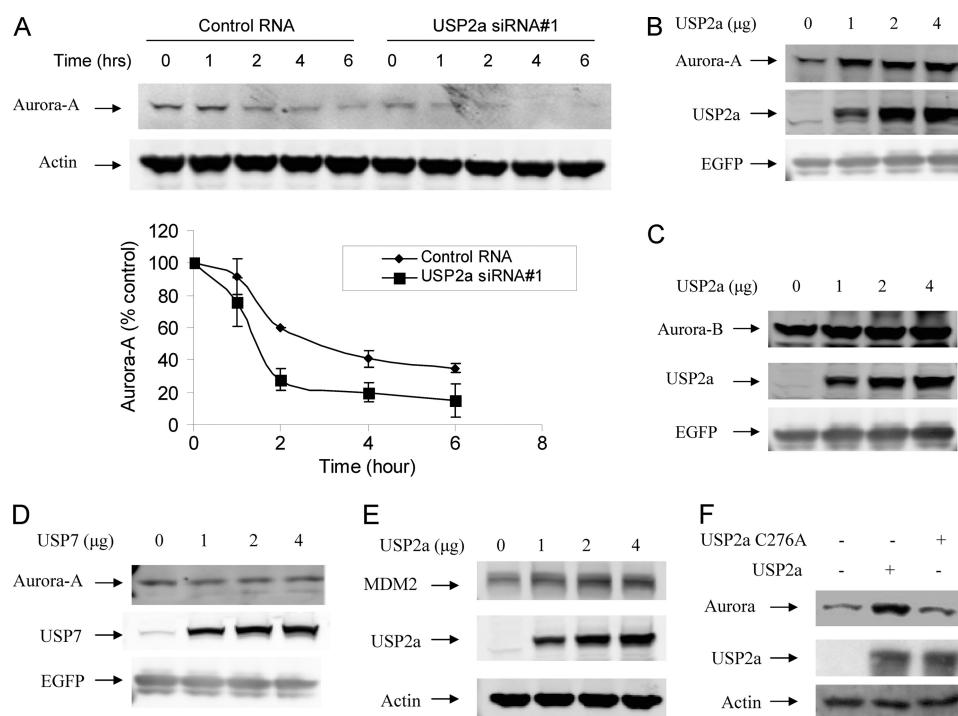 A
Control RNA USP2a siRNA#1
Time (hrs) 0 1 2 4 6 0 1 2 4 6
Aurora-A
Actin
120
100
80
60
40
20
0
Aurora-A (% control)
Control RNA
USP2a siRNA#1
0 2 4 6 8
Time (hour)
B
USP2a (µg) 0 1 2 4
Aurora-A
USP2a
EGFP
C
USP2a (µg) 0 1 2 4
Aurora-B
USP2a
EGFP
D
USP7 (µg) 0 1 2 4
Aurora-A
USP7
EGFP
E
USP2a (µg) 0 1 2 4
MDM2
USP2a
Actin
F
USP2a C276A - - +
USP2a - + -
Aurora
USP2a
Actin